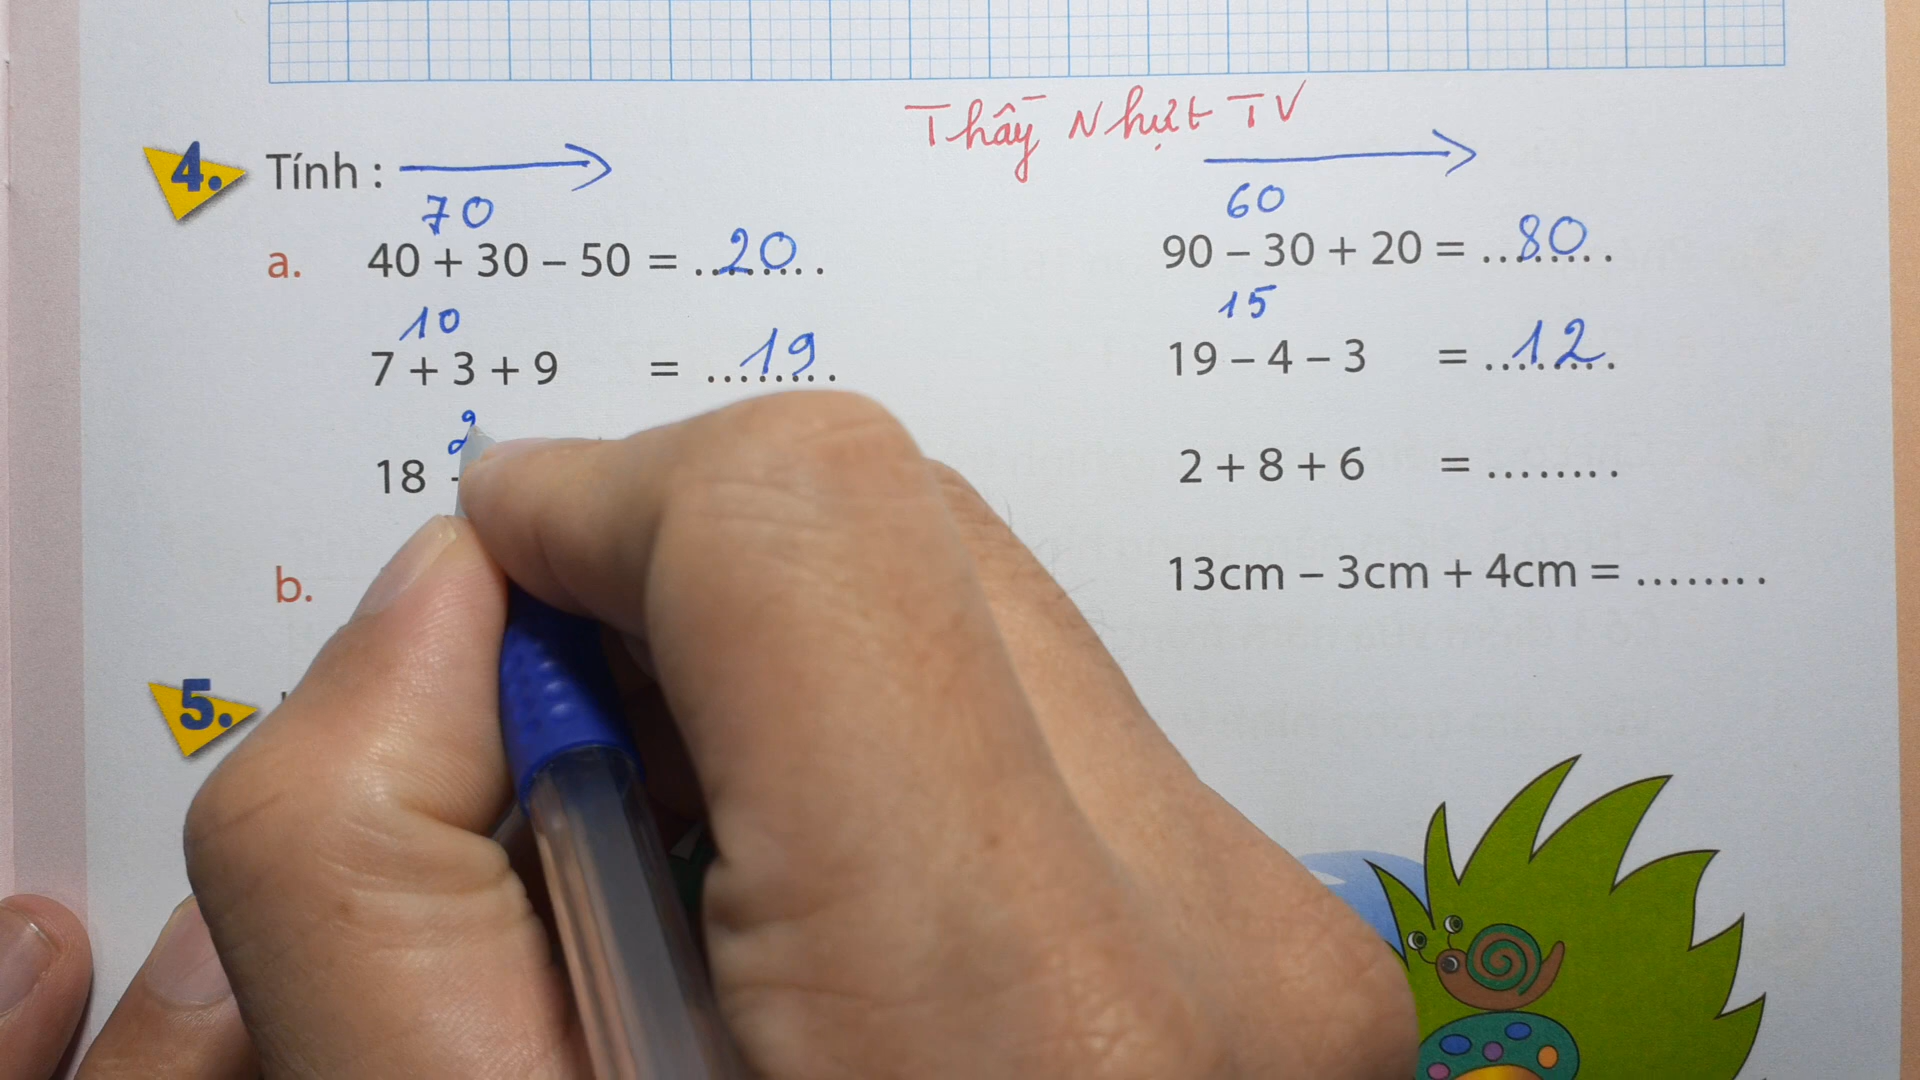 Thầy Nhựt TV
4. Tính :
70
60
a. 40 + 30 – 50 = ..20.....
90 – 30 + 20 = ..80.....
10
15
7 + 3 + 9 = ..19.....
19 – 4 – 3 = ..12.....
2
18
2 + 8 + 6 = ........
b.
13cm – 3cm + 4cm = ........
5.